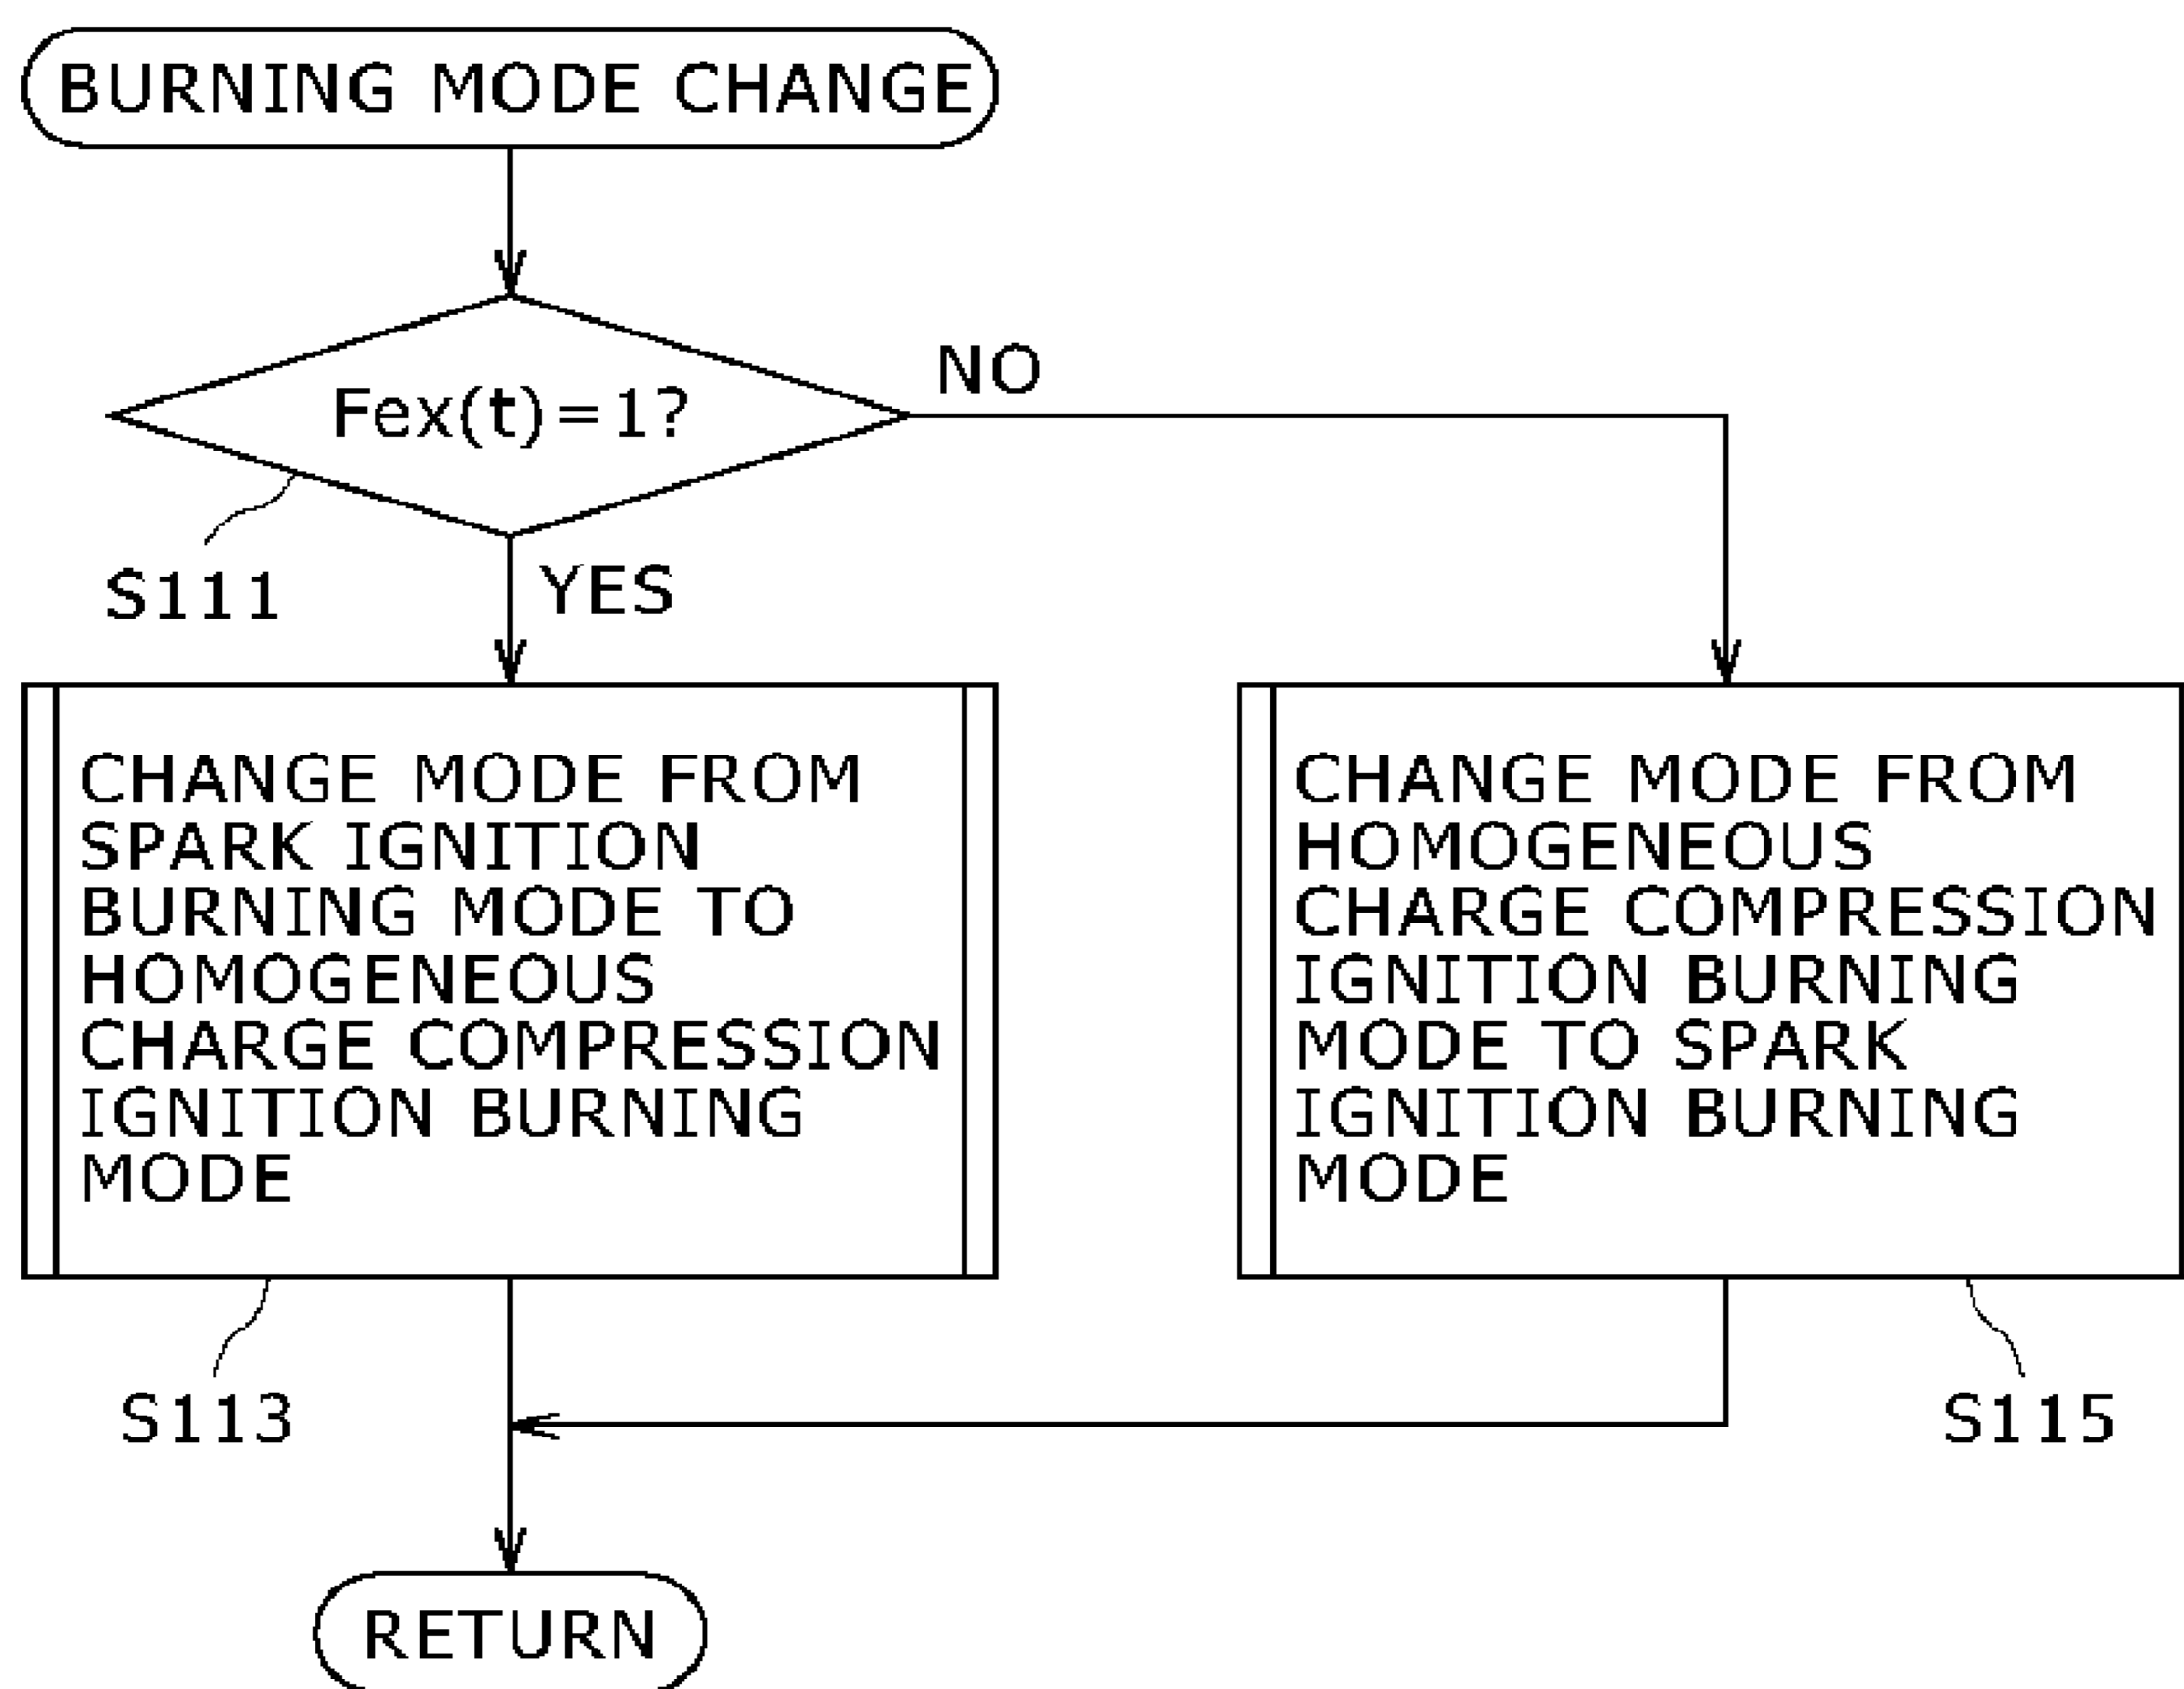 BURNING MODE CHANGE
Fex(t)=1?
NO
S111
YES
CHANGE MODE FROM
SPARK IGNITION
BURNING MODE TO
HOMOGENEOUS
CHARGE COMPRESSION
IGNITION BURNING
MODE
S113
CHANGE MODE FROM
HOMOGENEOUS
CHARGE COMPRESSION
IGNITION BURNING
MODE TO SPARK
IGNITION BURNING
MODE
S115
RETURN